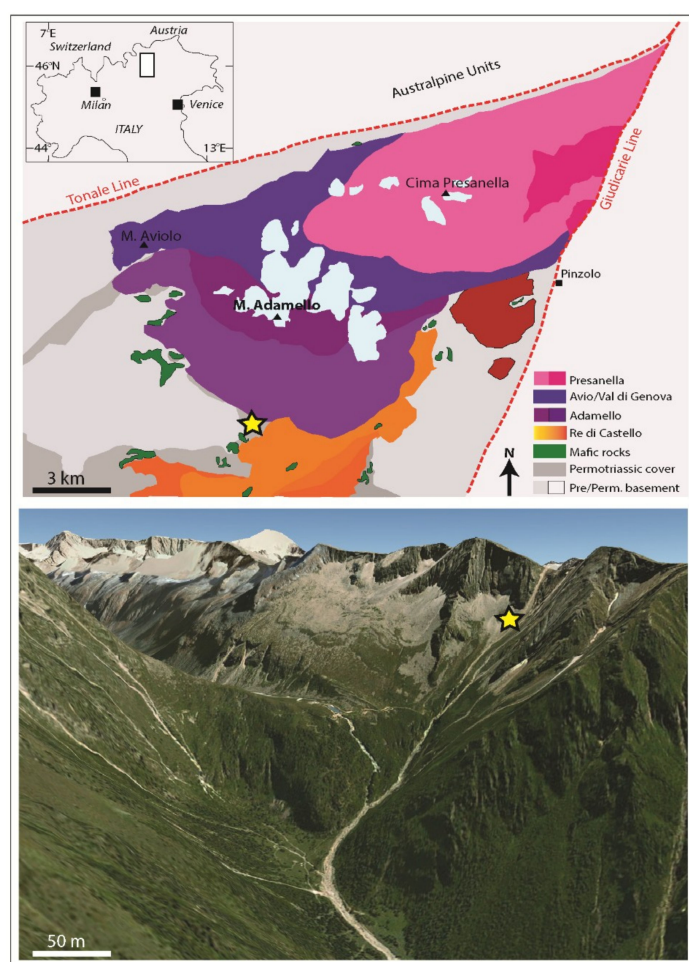 7°E
Austria
Switzerland
46°N
Milan
Venice
ITALY
44°
13°E
Australpine Units
Tonale Line
Giudicarie Line
Cima Presanella
M. Aviolo
Pinzolo
M. Adamello
Presanella
Avio/Val di Genova
Adamello
Re di Castello
Mafic rocks
Permotriassic cover
Pre/Perm. basement
N
3 km
50 m